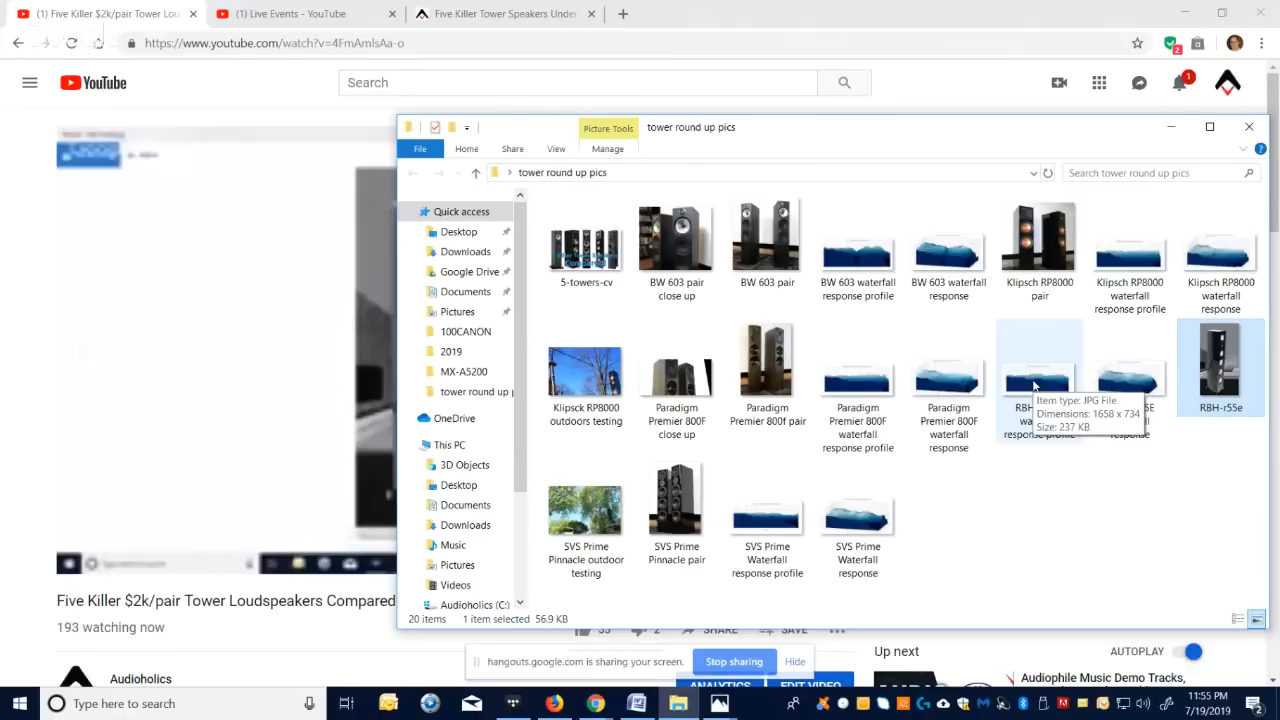 (1) Five Killer $2k/pair Tower Lou
(1) Live Events - YouTube
Five Killer Tower Speakers Under
https://www.youtube.com/watch?v=4FmAmlsAa-o
2
YouTube
Search
1
Picture Tools
tower round up pics
File
Home
Share
View
Manage
tower round up pics
Search tower round up pics
Quick access
Desktop
Downloads
Google Drive
Documents
Pictures
100CANON
2019
MX-A5200
tower round up p
OneDrive
This PC
3D Objects
Desktop
Documents
Downloads
Music
Pictures
Videos
Audioholics (C:)
5-towers-cv
BW 603 pair
close up
BW 603 pair
BW 603 waterfall
response profile
BW 603 waterfall
response
Klipsch RP8000
pair
Klipsch RP8000
waterfall
response profile
Klipsch RP8000
waterfall
response
Klipsck RP8000
outdoors testing
Paradigm
Premier 800F
close up
Paradigm
Premier 800f pair
Paradigm
Premier 800F
waterfall
response profile
Paradigm
Premier 800F
waterfall
response
RBH-r55e
Item type: JPG File
Dimensions: 1658 x 734
Size: 237 KB
SVS Prime
Pinnacle outdoor
testing
SVS Prime
Pinnacle pair
SVS Prime
Waterfall
response profile
SVS Prime
Waterfall
response
20 items
1 item selected
56.9 KB
Five Killer $2k/pair Tower Loudspeakers Compared
193 watching now
SHARE
SAVE
hangouts.google.com is sharing your screen.
Stop sharing
Hide
Up next
AUTOPLAY
Audioholics
ANALYTICS
EDIT VIDEO
Audiophile Music Demo Tracks,
Type here to search
11:55 PM
7/19/2019
2